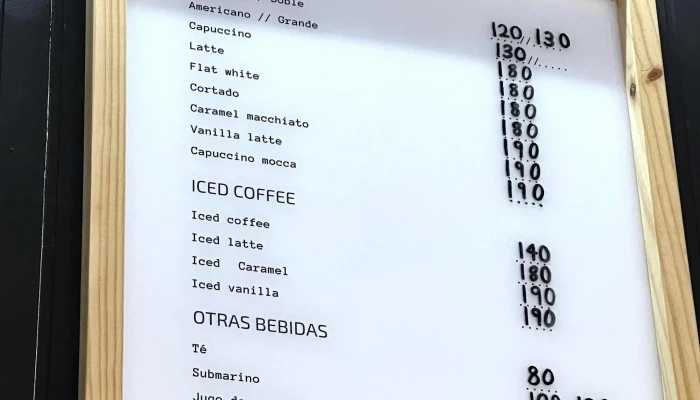 Doble 120 // 130
Americano // Grande 130 //.....
Capuccino 180
Latte 180
Flat white 180
Cortado 180
Caramel macchiato 190
Vanilla latte 190
Capuccino mocca 190
ICED COFFEE
Iced coffee 140
Iced latte 180
Iced Caramel 190
Iced vanilla 190
OTRAS BEBIDAS
Té 80
Submarino
Jugo